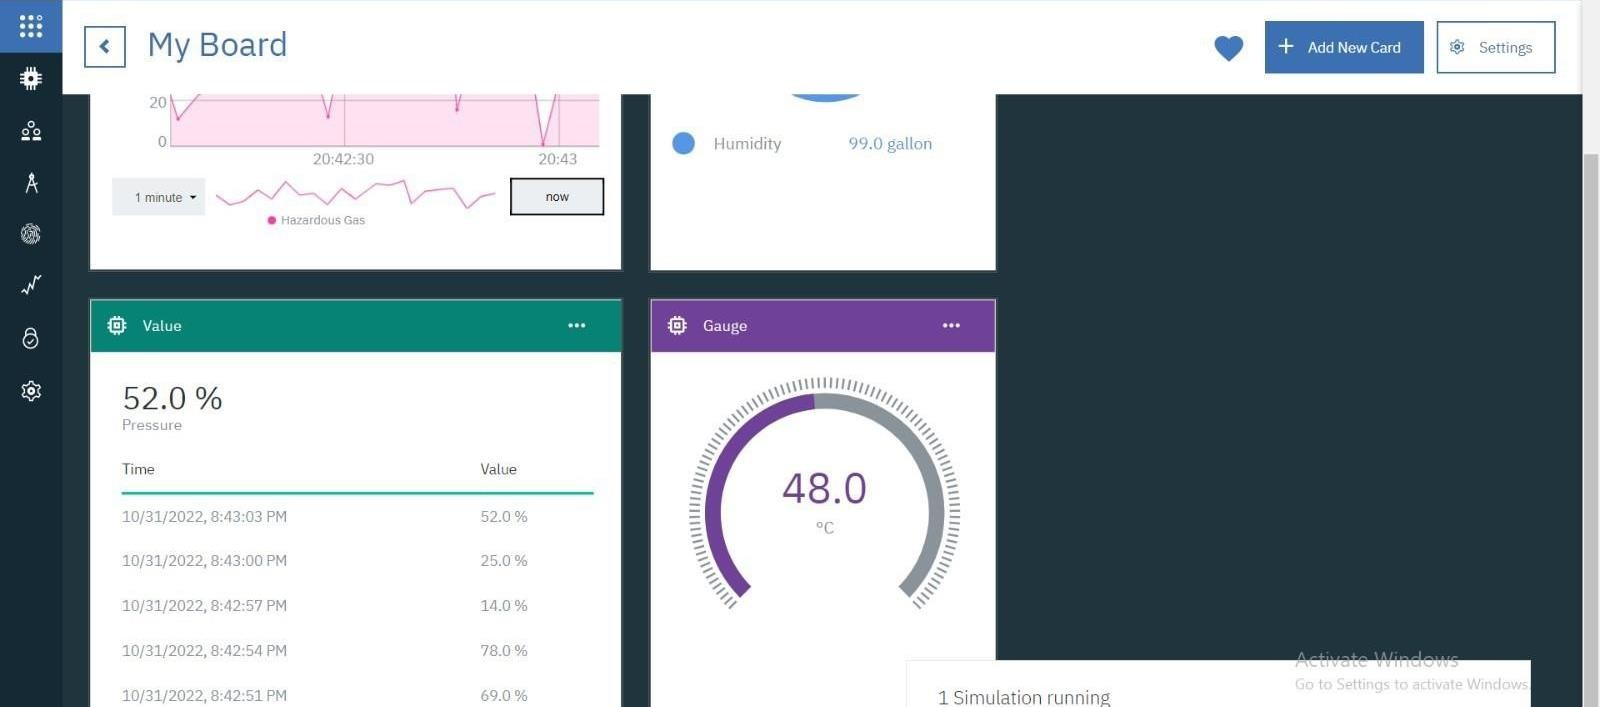 My Board
Add New Card
Settings
20
0
20:42:30
20:43
1 minute
now
Hazardous Gas
Humidity 99.0 gallon
Value
52.0 %
Pressure
Time Value
10/31/2022, 8:43:03 PM 52.0 %
10/31/2022, 8:43:00 PM 25.0 %
10/31/2022, 8:42:57 PM 14.0 %
10/31/2022, 8:42:54 PM 78.0 %
10/31/2022, 8:42:51 PM 69.0 %
Gauge
48.0
°C
1 Simulation running
Activate Windows
Go to Settings to activate Windows.